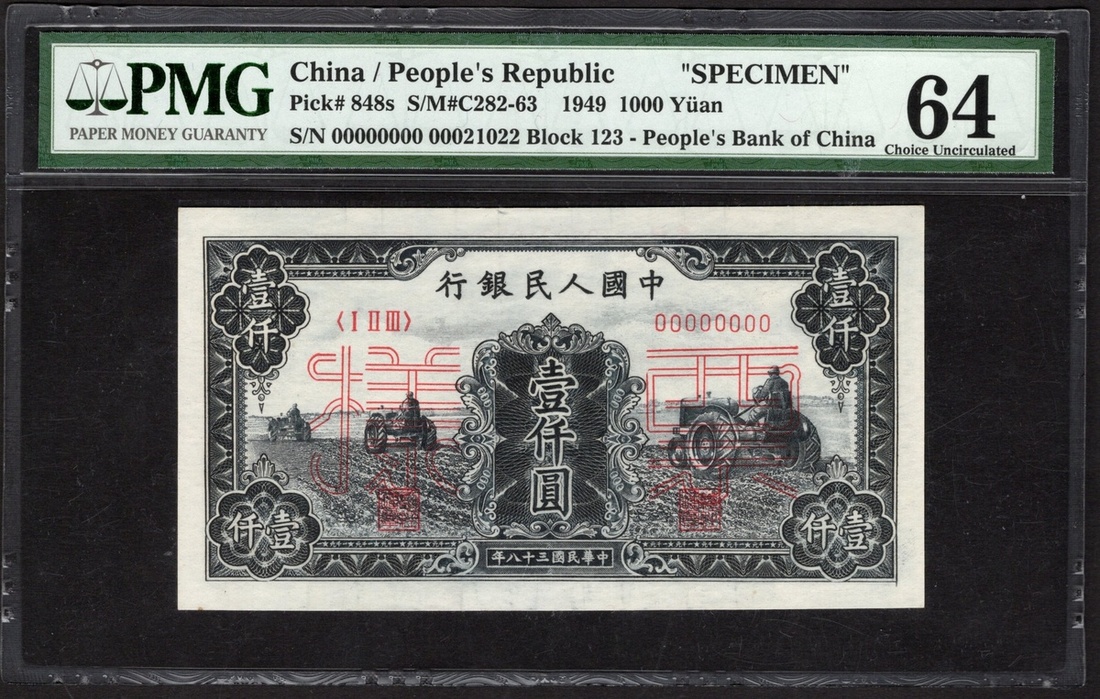 PMG
PAPER MONEY GUARANTY
China / People's Republic "SPECIMEN"
Pick# 848s S/M#C282-63 1949 1000 Yüan
S/N 00000000 00021022 Block 123 - People's Bank of China
64
Choice Uncirculated
中國人民銀行
壹仟
壹仟
〈I II III〉
00000000
樣票
壹仟圓
壹仟
壹仟
中華民國三十八年